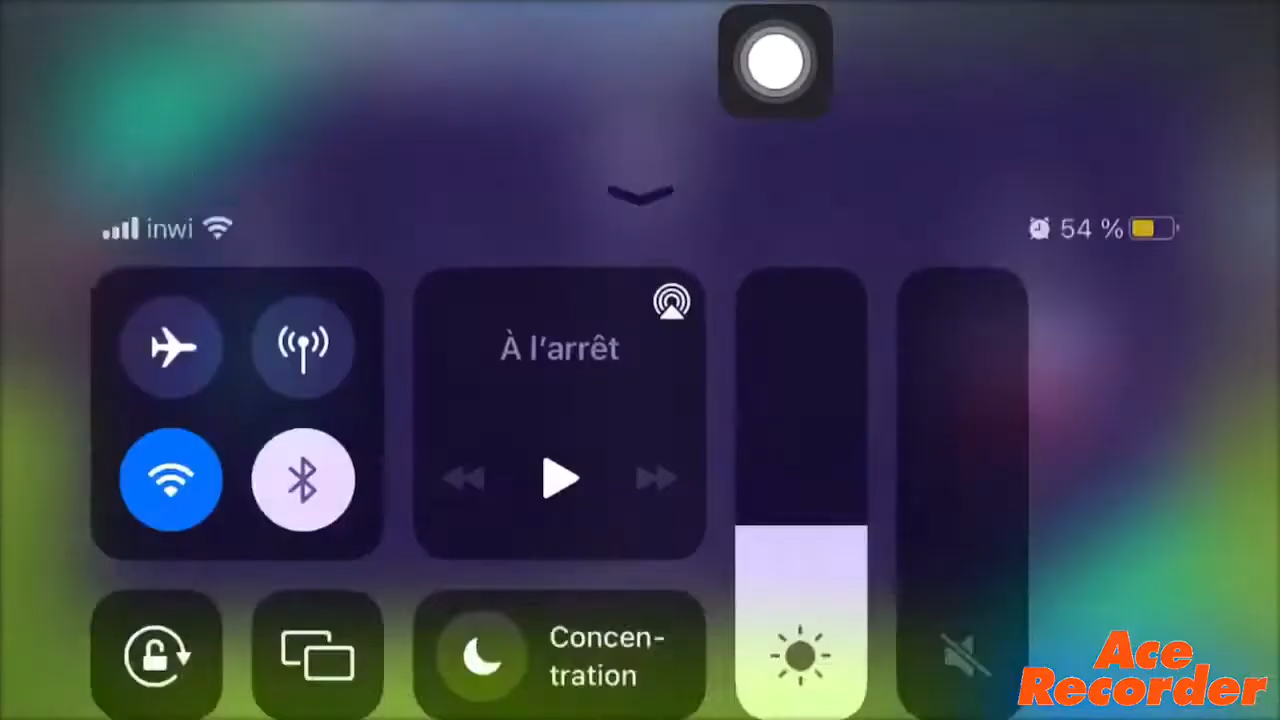 inwi
54 %
À l'arrêt
Concen-
tration
Ace
Recorder